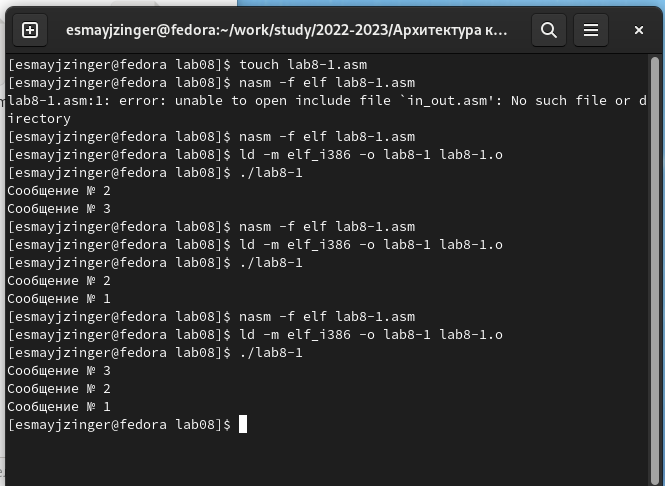 esmayjzinger@fedora:~/work/study/2022-2023/Архитектура к...
[esmayjzinger@fedora lab08]$ touch lab8-1.asm
[esmayjzinger@fedora lab08]$ nasm -f elf lab8-1.asm
lab8-1.asm:1: error: unable to open include file `in_out.asm': No such file or d
irectory
[esmayjzinger@fedora lab08]$ nasm -f elf lab8-1.asm
[esmayjzinger@fedora lab08]$ ld -m elf_i386 -o lab8-1 lab8-1.o
[esmayjzinger@fedora lab08]$ ./lab8-1
Сообщение № 2
Сообщение № 3
[esmayjzinger@fedora lab08]$ nasm -f elf lab8-1.asm
[esmayjzinger@fedora lab08]$ ld -m elf_i386 -o lab8-1 lab8-1.o
[esmayjzinger@fedora lab08]$ ./lab8-1
Сообщение № 2
Сообщение № 1
[esmayjzinger@fedora lab08]$ nasm -f elf lab8-1.asm
[esmayjzinger@fedora lab08]$ ld -m elf_i386 -o lab8-1 lab8-1.o
[esmayjzinger@fedora lab08]$ ./lab8-1
Сообщение № 3
Сообщение № 2
Сообщение № 1
[esmayjzinger@fedora lab08]$